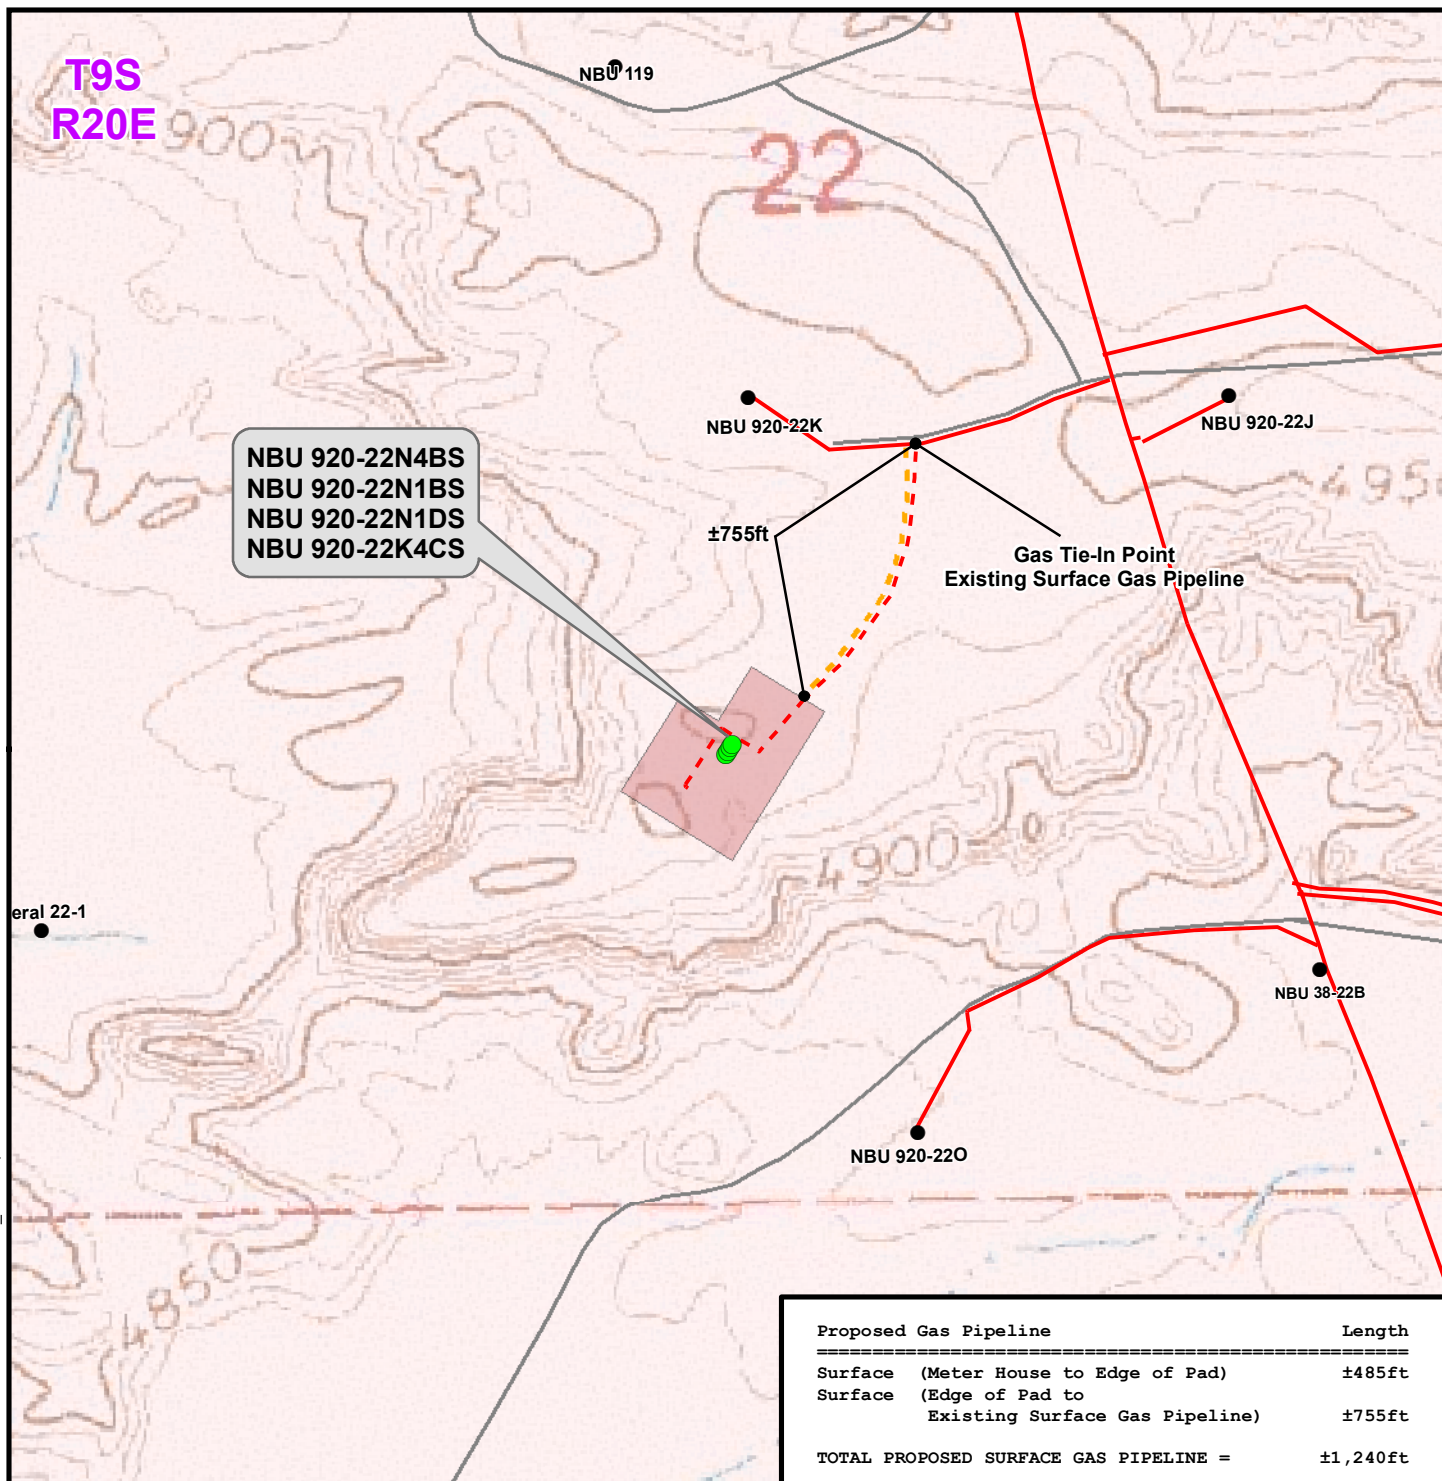 T9S
R20E
900
NBU 119
22
NBU 920-22K
NBU 920-22J
495
NBU 920-22N4BS
NBU 920-22N1BS
NBU 920-22N1DS
NBU 920-22K4CS
±755ft
Gas Tie-In Point
Existing Surface Gas Pipeline
4900
eral 22-1
NBU 38-22B
NBU 920-22O
4850
Proposed Gas Pipeline Length
======================================================
Surface (Meter House to Edge of Pad) ±485ft
Surface (Edge of Pad to
Existing Surface Gas Pipeline) ±755ft
TOTAL PROPOSED SURFACE GAS PIPELINE = ±1,240ft